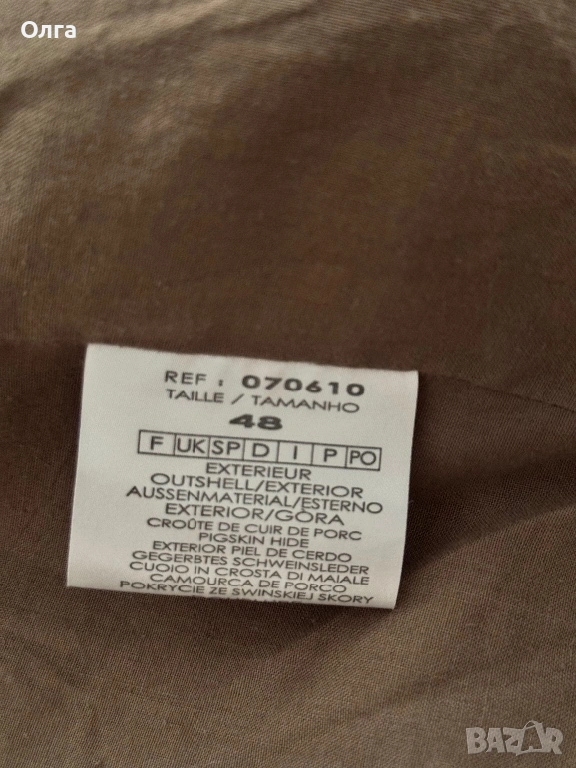 Олга
REF : 070610
TAILLE / TAMANHO
48
F UK SP D I P PO
EXTERIEUR
OUTSHELL/EXTERIOR
AUSSENMATERIAL/ESTERNO
EXTERIOR/GÓRA
CROÛTE DE CUIR DE PORC
PIGSKIN HIDE
EXTERIOR PIEL DE CERDO
GEGERBTES SCHWEINSLEDER
CUOIO IN CROSTA DI MAIALE
CAMOURCA DE PORCO
POKRYCIE ZE SWINSKIEJ SKORY
BAZAR